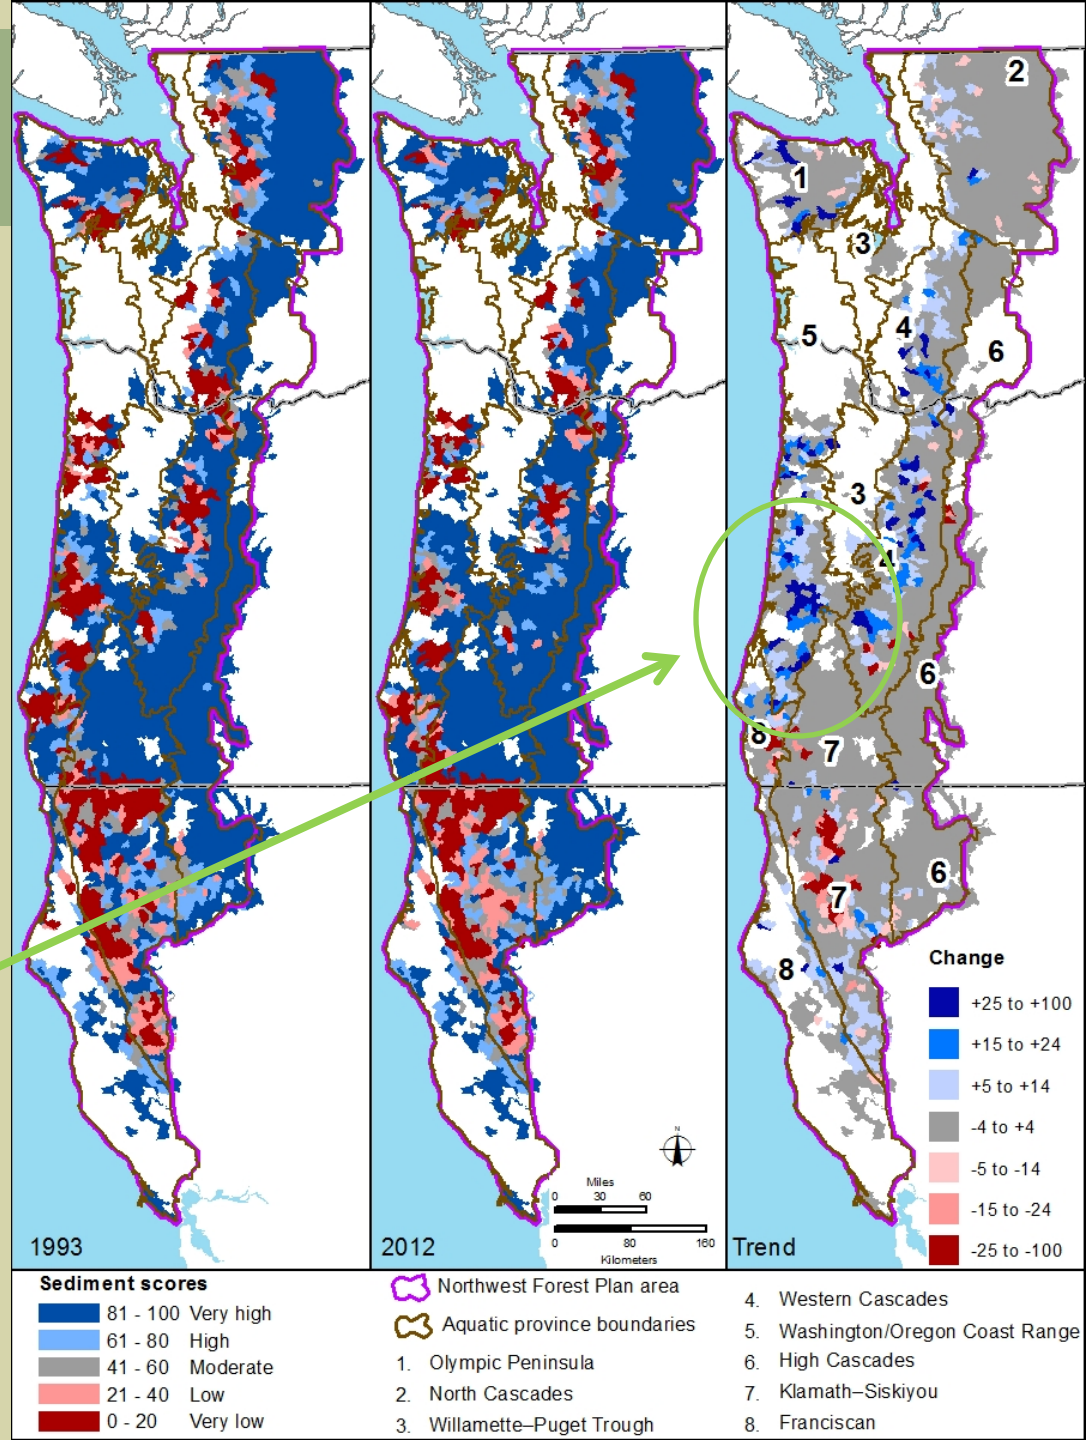 2
1
3
5
4
6
3
4
6
8
7
6
7
8
Change
+25 to +100
+15 to +24
+5 to +14
-4 to +4
-5 to -14
-15 to -24
-25 to -100
N
Miles
0 30 60
0 80 160
Kilometers
1993
2012
Trend
Sediment scores
81 - 100 Very high
61 - 80 High
41 - 60 Moderate
21 - 40 Low
0 - 20 Very low
Northwest Forest Plan area
Aquatic province boundaries
1. Olympic Peninsula
2. North Cascades
3. Willamette–Puget Trough
4. Western Cascades
5. Washington/Oregon Coast Range
6. High Cascades
7. Klamath–Siskiyou
8. Franciscan